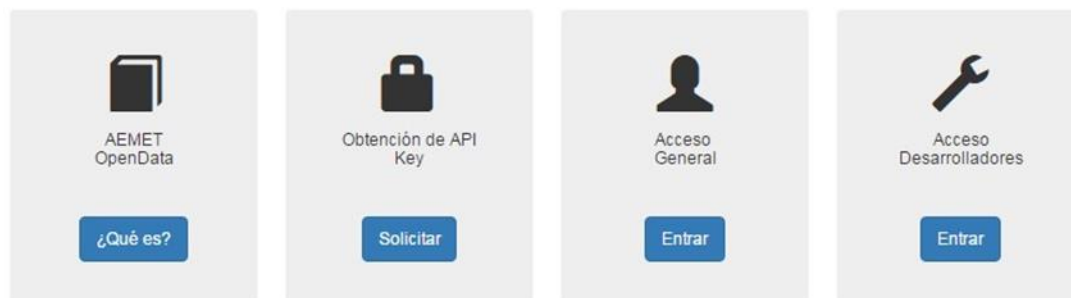 AEMET
OpenData
¿Qué es?
Obtención de API
Key
Solicitar
Acceso
General
Entrar
Acceso
Desarrolladores
Entrar